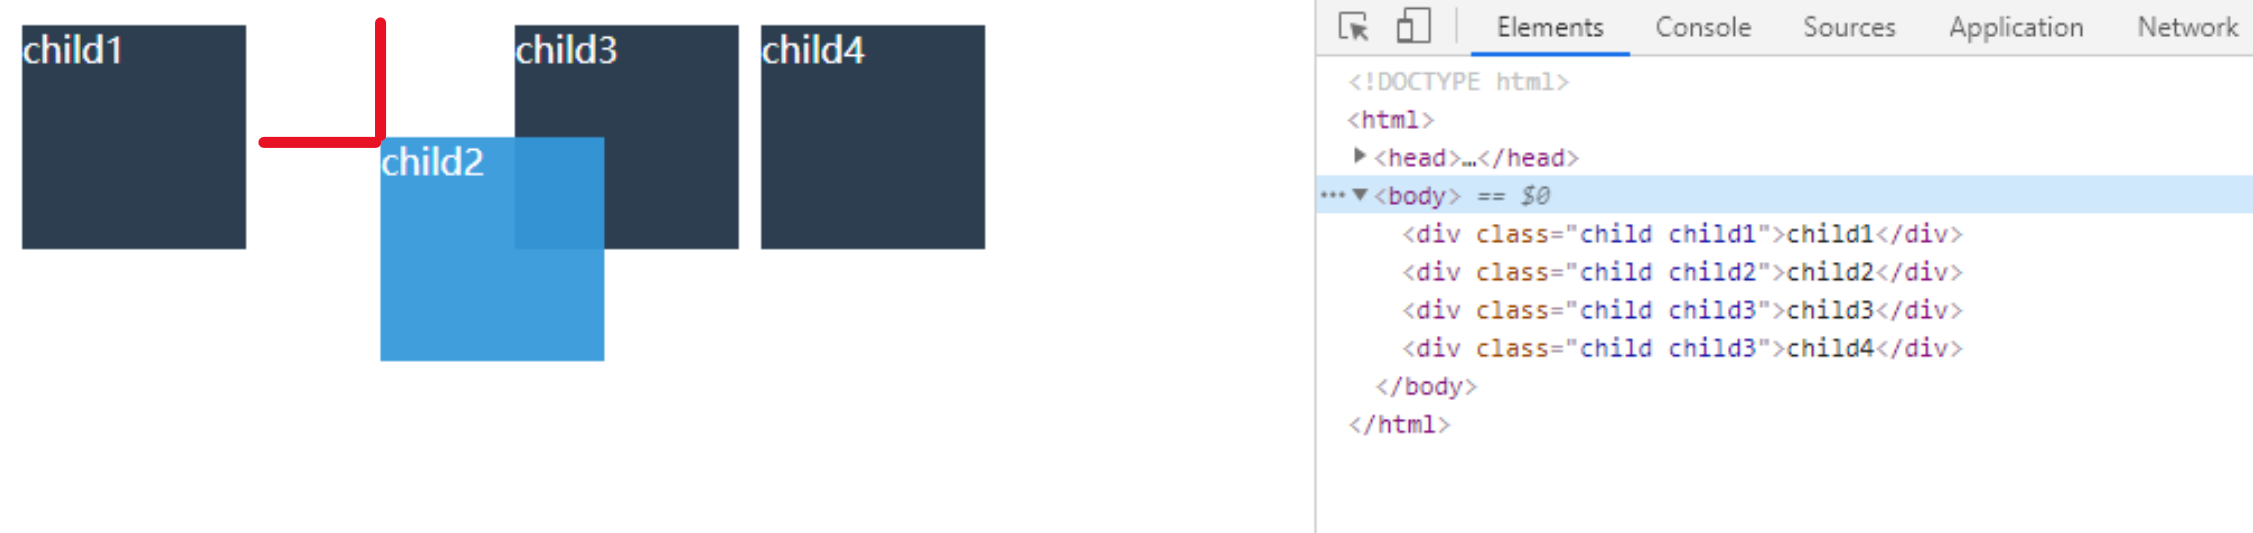 child1
child3
child4
child2
Elements Console Sources Application Network
<!DOCTYPE html>
<html>
<head>…</head>
… <body> == $0
<div class="child child1">child1</div>
<div class="child child2">child2</div>
<div class="child child3">child3</div>
<div class="child child3">child4</div>
</body>
</html>